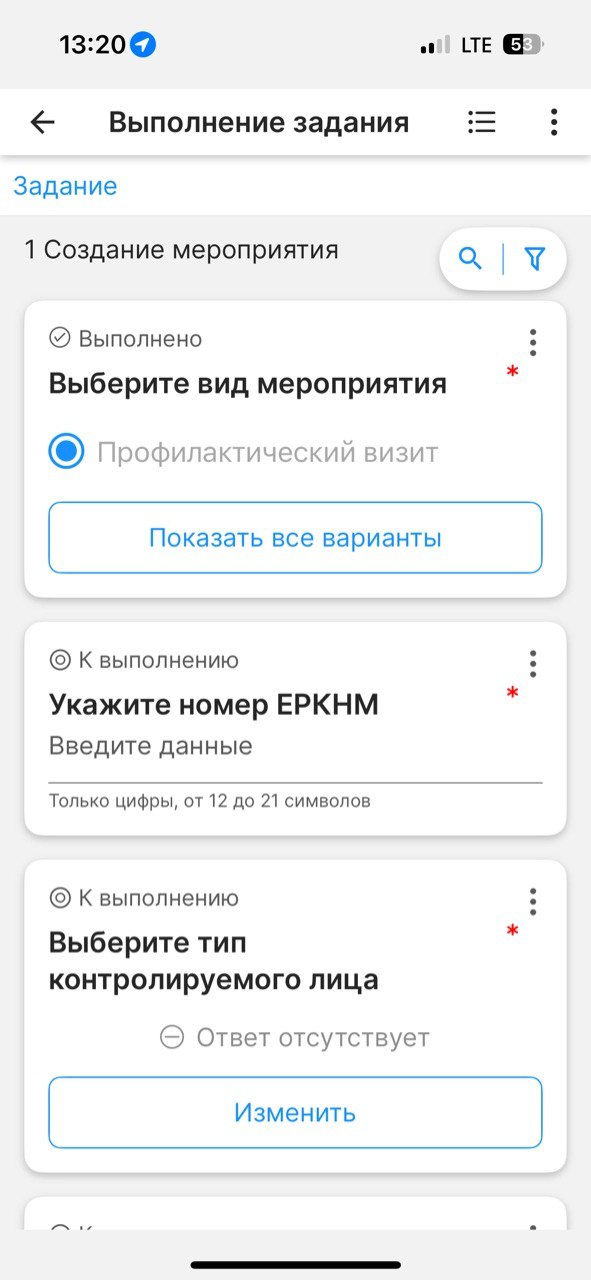 13:20
LTE
53
Выполнение задания
Задание
1 Создание мероприятия
Выполнено
*
Выберите вид мероприятия
Профилактический визит
Показать все варианты
К выполнению
*
Укажите номер ЕРКНМ
Введите данные
Только цифры, от 12 до 21 символов
К выполнению
*
Выберите тип
контролируемого лица
Ответ отсутствует
Изменить